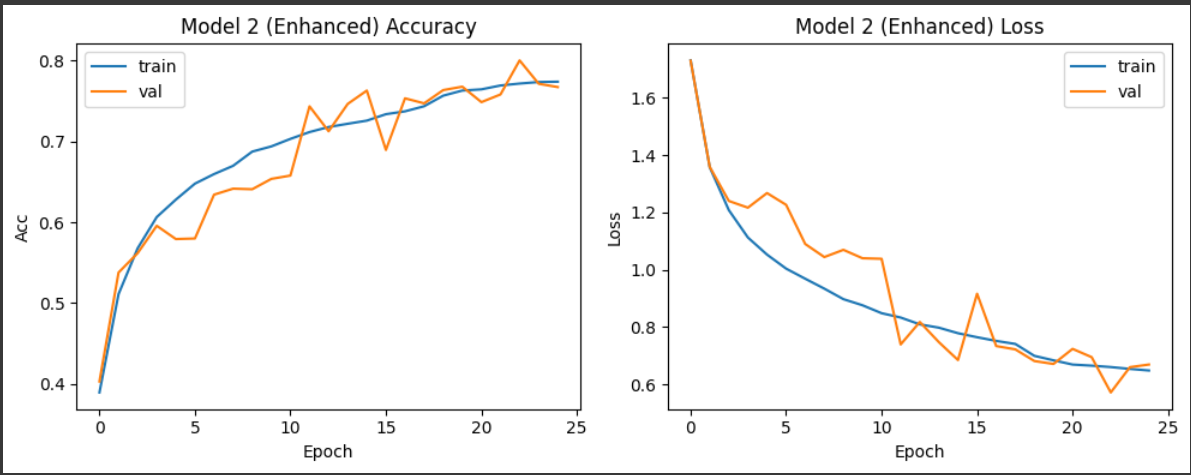 Model 2 (Enhanced) Accuracy
train
val
0.8
0.7
0.6
0.5
0.4
Acc
0
5
10
15
20
25
Epoch
Model 2 (Enhanced) Loss
train
val
1.6
1.4
1.2
1.0
0.8
0.6
Loss
0
5
10
15
20
25
Epoch